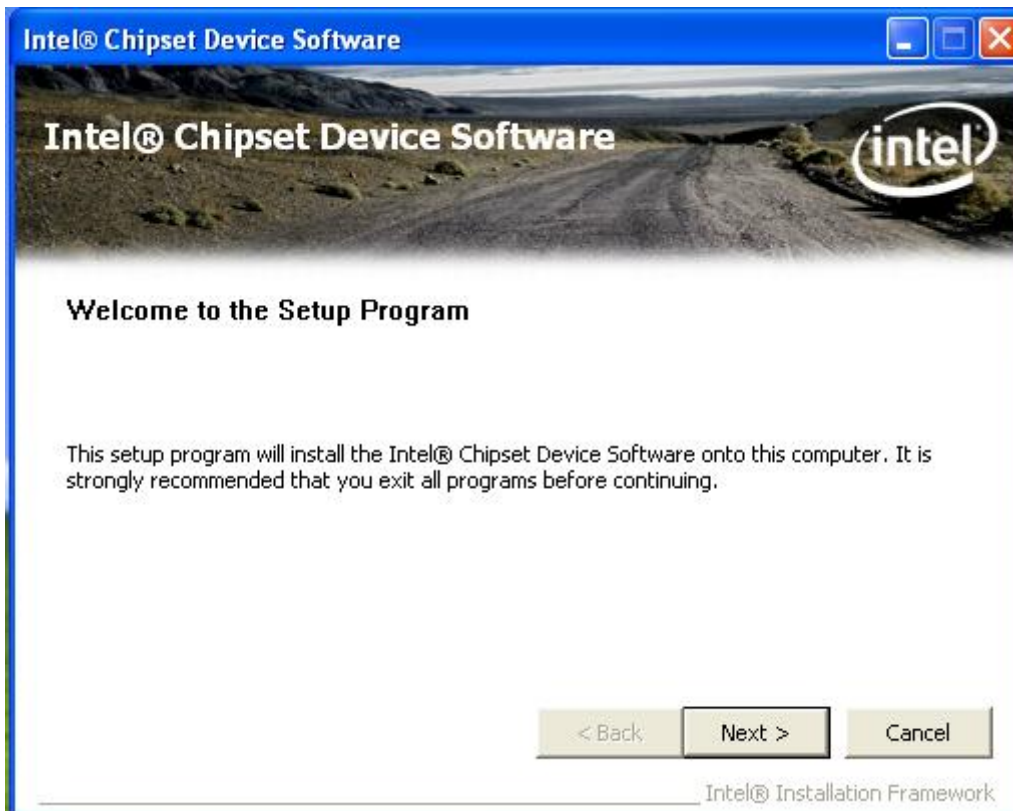 Intel® Chipset Device Software
Intel® Chipset Device Software
intel
Welcome to the Setup Program
This setup program will install the Intel® Chipset Device Software onto this computer. It is
strongly recommended that you exit all programs before continuing.
< Back
Next >
Cancel
Intel® Installation Framework